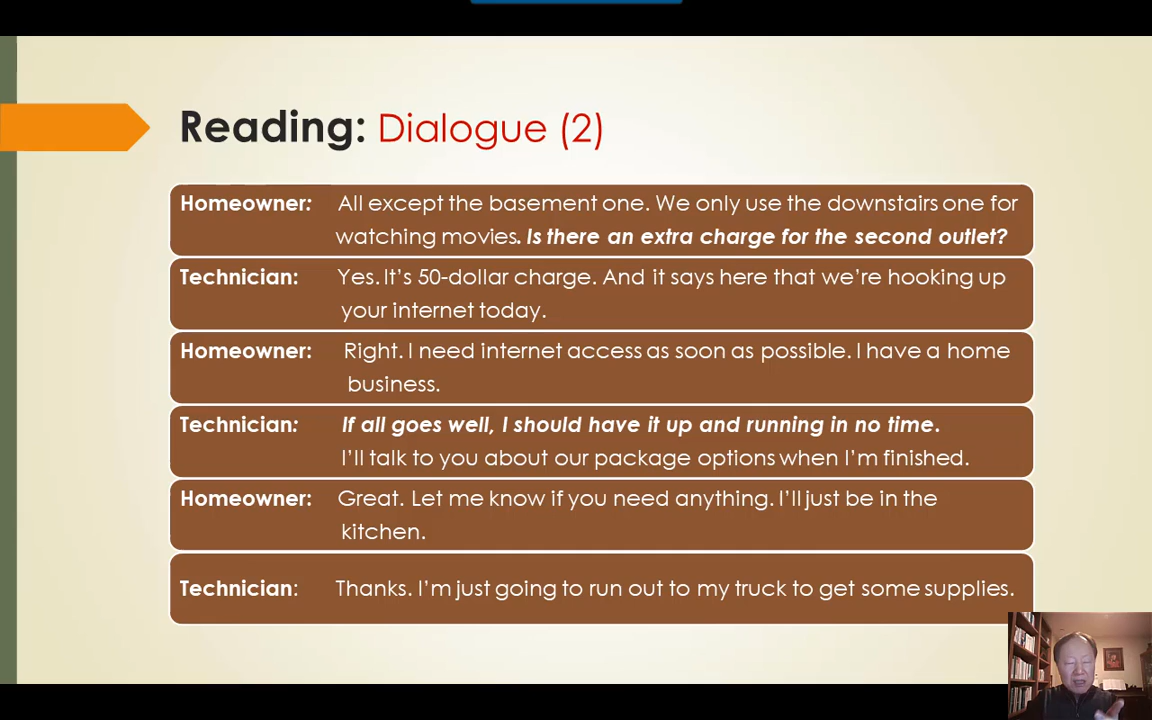 Reading: Dialogue (2)
Homeowner: All except the basement one. We only use the downstairs one for
watching movies. Is there an extra charge for the second outlet?
Technician: Yes. It's 50-dollar charge. And it says here that we're hooking up
your internet today.
Homeowner: Right. I need internet access as soon as possible. I have a home
business.
Technician: If all goes well, I should have it up and running in no time.
I'll talk to you about our package options when I'm finished.
Homeowner: Great. Let me know if you need anything. I'll just be in the
kitchen.
Technician: Thanks. I'm just going to run out to my truck to get some supplies.